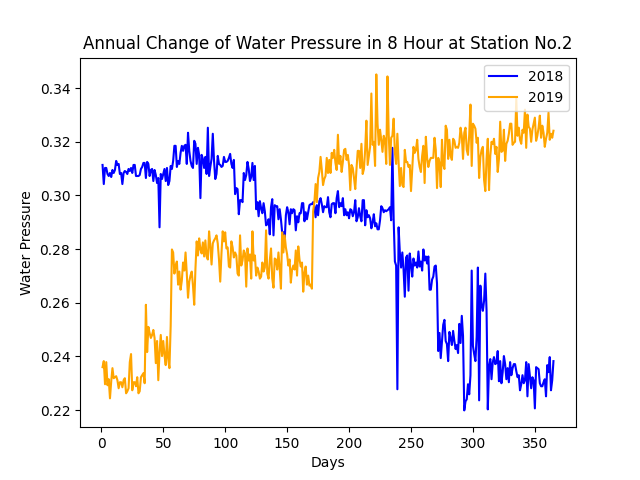 Annual Change of Water Pressure in 8 Hour at Station No.2
2018
2019
0.34
0.32
0.30
0.28
0.26
0.24
0.22
Water Pressure
0 50 100 150 200 250 300 350
Days